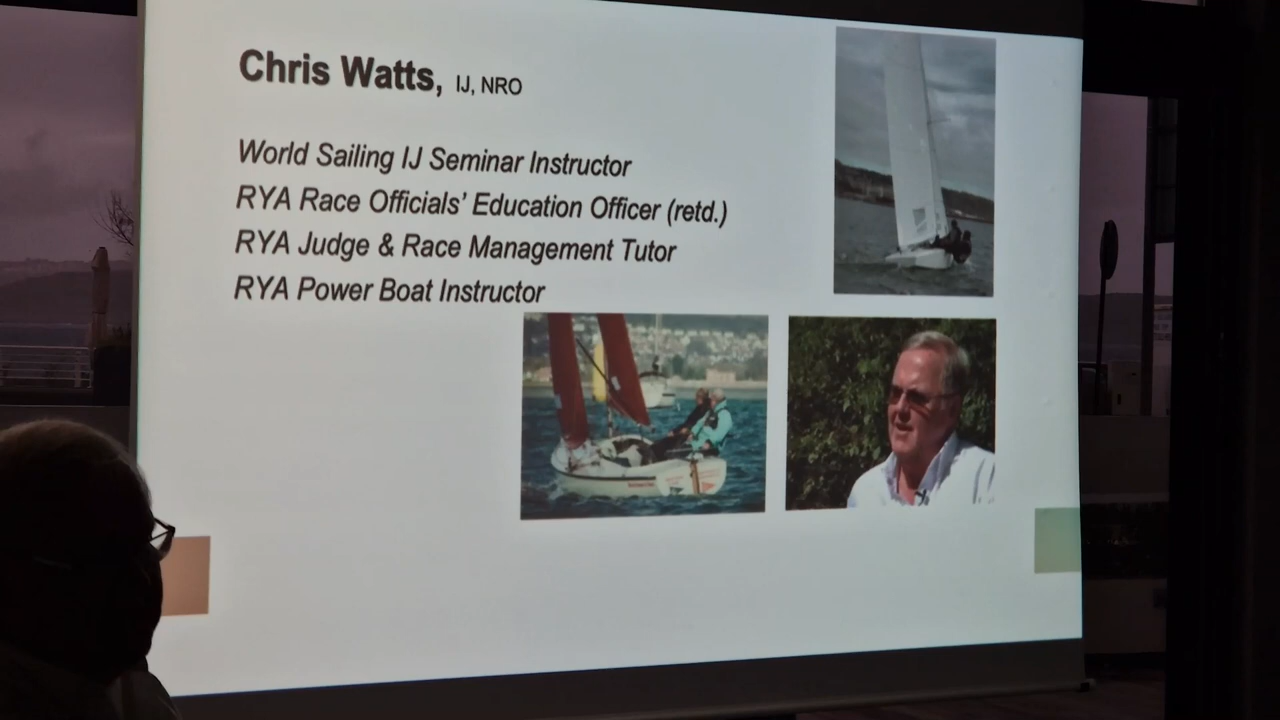 Chris Watts, IJ, NRO
World Sailing IJ Seminar Instructor
RYA Race Officials' Education Officer (retd.)
RYA Judge & Race Management Tutor
RYA Power Boat Instructor